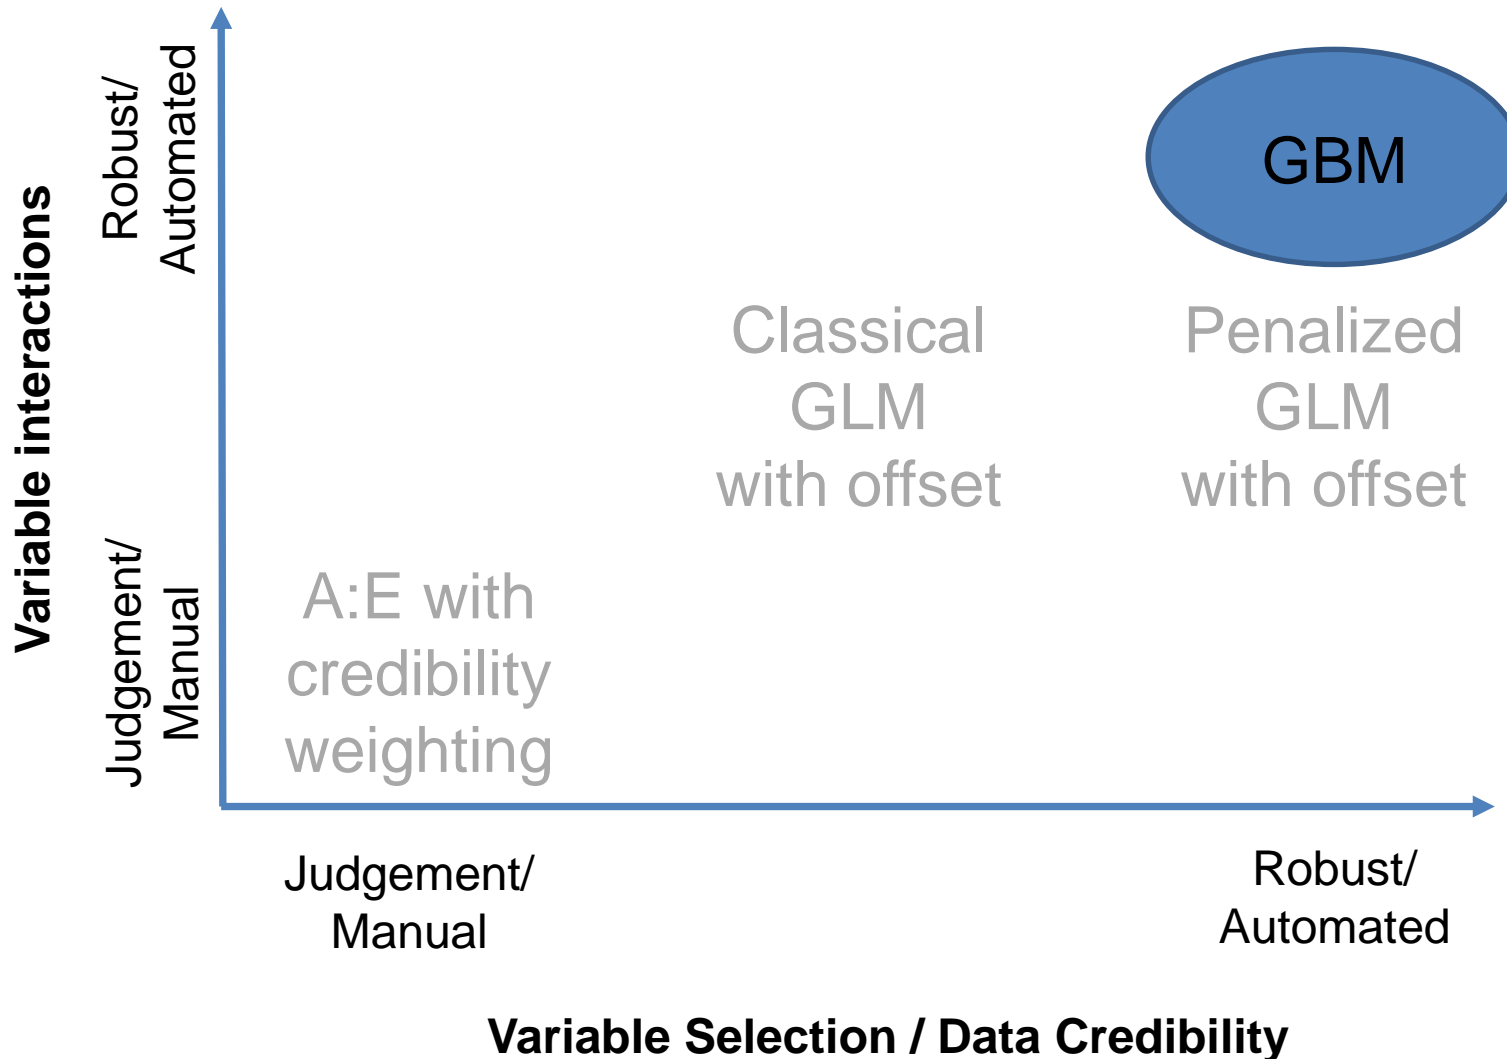 Variable interactions
Robust/
Automated
Judgement/
Manual
GBM
Classical
GLM
with offset
Penalized
GLM
with offset
A:E with
credibility
weighting
Judgement/
Manual
Robust/
Automated
Variable Selection / Data Credibility